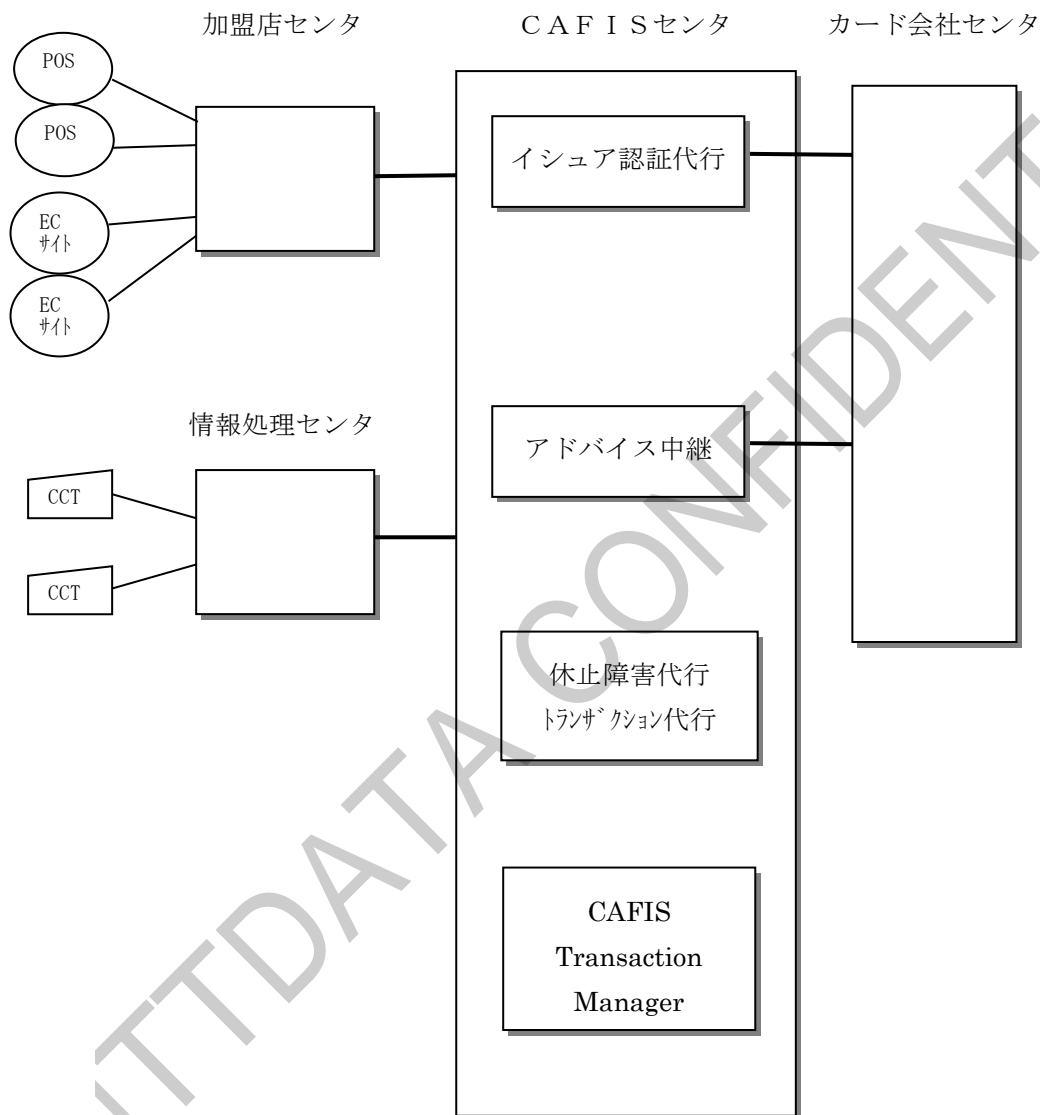 加盟店センタ
ＣＡＦＩＳセンタ
カード会社センタ
POS
POS
EC
ｻｲﾄ
EC
ｻｲﾄ
イシュア認証代行
情報処理センタ
アドバイス中継
CCT
CCT
休止障害代行
ﾄﾗﾝｻﾞｸｼｮﾝ代行
CAFIS
Transaction
Manager
TTDATA CONFIDENT